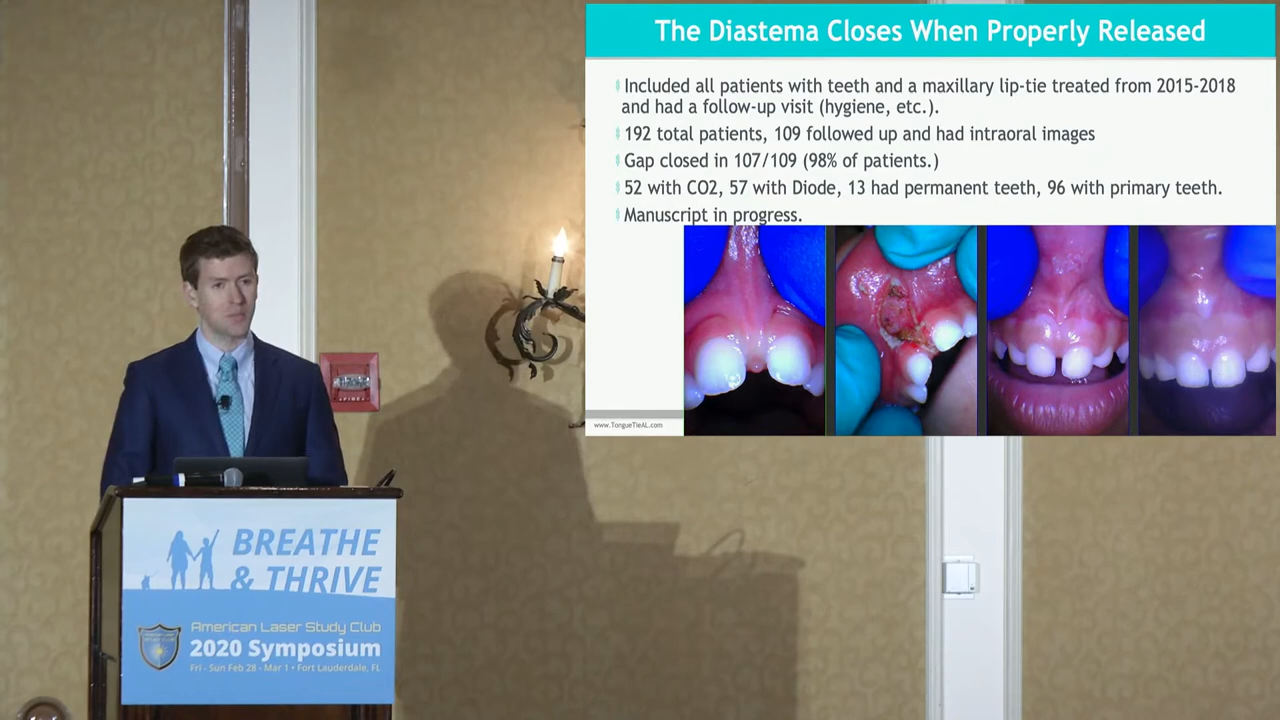 The Diastema Closes When Properly Released
Included all patients with teeth and a maxillary lip-tie treated from 2015-2018
and had a follow-up visit (hygiene, etc.).
192 total patients, 109 followed up and had intraoral images
Gap closed in 107/109 (98% of patients.)
52 with CO2, 57 with Diode, 13 had permanent teeth, 96 with primary teeth.
Manuscript in progress.
www.TongueTieAL.com
FIRE
BREATHE
& THRIVE
American Laser Study Club
2020 Symposium
Fri - Sun Feb 28 - Mar 1 • Fort Lauderdale, FL